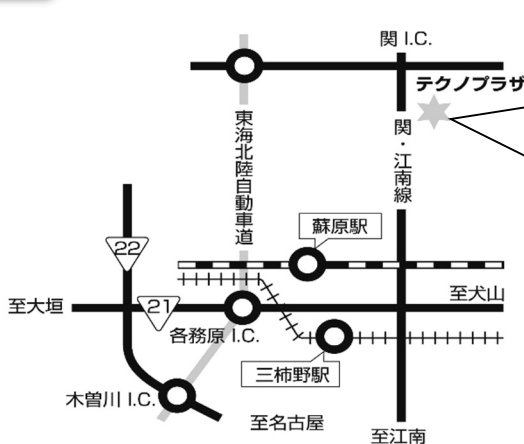 関 I.C.
テクノプラザ
東海北陸自動車道
関・江南線
蘇原駅
22
至犬山
至大垣
21
各務原 I.C.
三柿野駅
木曽川 I.C.
至名古屋
至江南